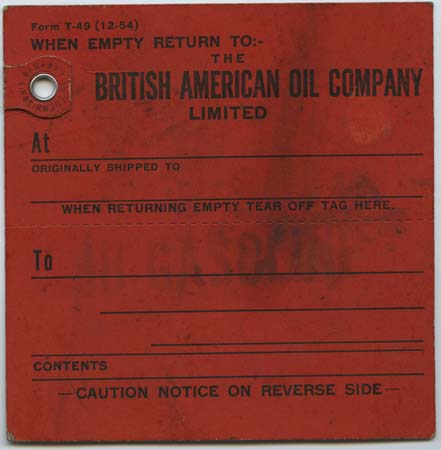 Form T-49 (12-54)
WHEN EMPTY RETURN TO:-
THE
BRITISH AMERICAN OIL COMPANY
LIMITED
At
ORIGINALLY SHIPPED TO
WHEN RETURNING EMPTY TEAR OFF TAG HERE.
To
GASOLINE
CONTENTS
—CAUTION NOTICE ON REVERSE SIDE—